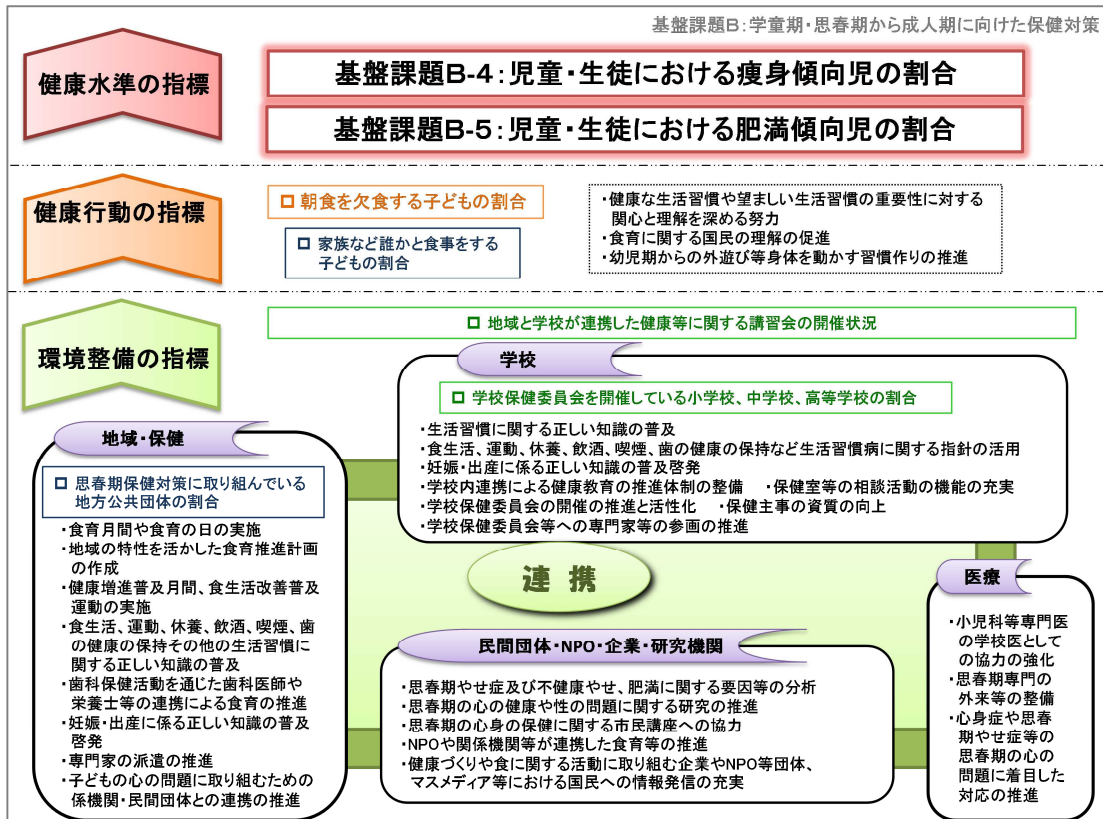 基盤課題B:学童期・思春期から成人期に向けた保健対策
健康水準の指標
基盤課題B-4:児童・生徒における痩身傾向児の割合
基盤課題B-5:児童・生徒における肥満傾向児の割合
健康行動の指標
朝食を欠食する子どもの割合
家族など誰かと食事をする
子どもの割合
・健康な生活習慣や望ましい生活習慣の重要性に対する
関心と理解を深める努力
・食育に関する国民の理解の促進
・幼児期からの外遊び等身体を動かす習慣作りの推進
環境整備の指標
地域と学校が連携した健康等に関する講習会の開催状況
学校
学校保健委員会を開催している小学校、中学校、高等学校の割合
・生活習慣に関する正しい知識の普及
・食生活、運動、休養、飲酒、喫煙、歯の健康の保持など生活習慣病に関する指針の活用
・妊娠・出産に係る正しい知識の普及啓発
・学校内連携による健康教育の推進体制の整備 ・保健室等の相談活動の機能の充実
・学校保健委員会の開催の推進と活性化 ・保健主事の資質の向上
・学校保健委員会等への専門家等の参画の推進
地域・保健
思春期保健対策に取り組んでいる
地方公共団体の割合
・食育月間や食育の日の実施
・地域の特性を活かした食育推進計画
の作成
・健康増進普及月間、食生活改善普及
運動の実施
・食生活、運動、休養、飲酒、喫煙、歯
の健康の保持その他の生活習慣に
関する正しい知識の普及
・歯科保健活動を通じた歯科医師や
栄養士等の連携による食育の推進
・妊娠・出産に係る正しい知識の普及
啓発
・専門家の派遣の推進
・子どもの心の問題に取り組むための
係機関・民間団体との連携の推進
連携
民間団体・NPO・企業・研究機関
・思春期やせ症及び不健康やせ、肥満に関する要因等の分析
・思春期の心の健康や性の問題に関する研究の推進
・思春期の心身の保健に関する市民講座への協力
・NPOや関係機関等が連携した食育等の推進
・健康づくりや食に関する活動に取り組む企業やNPO等団体、
マスメディア等における国民への情報発信の充実
医療
・小児科等専門医
の学校医として
の協力の強化
・思春期専門の
外来等の整備
・心身症や思春
期やせ症等の
思春期の心の
問題に着目した
対応の推進